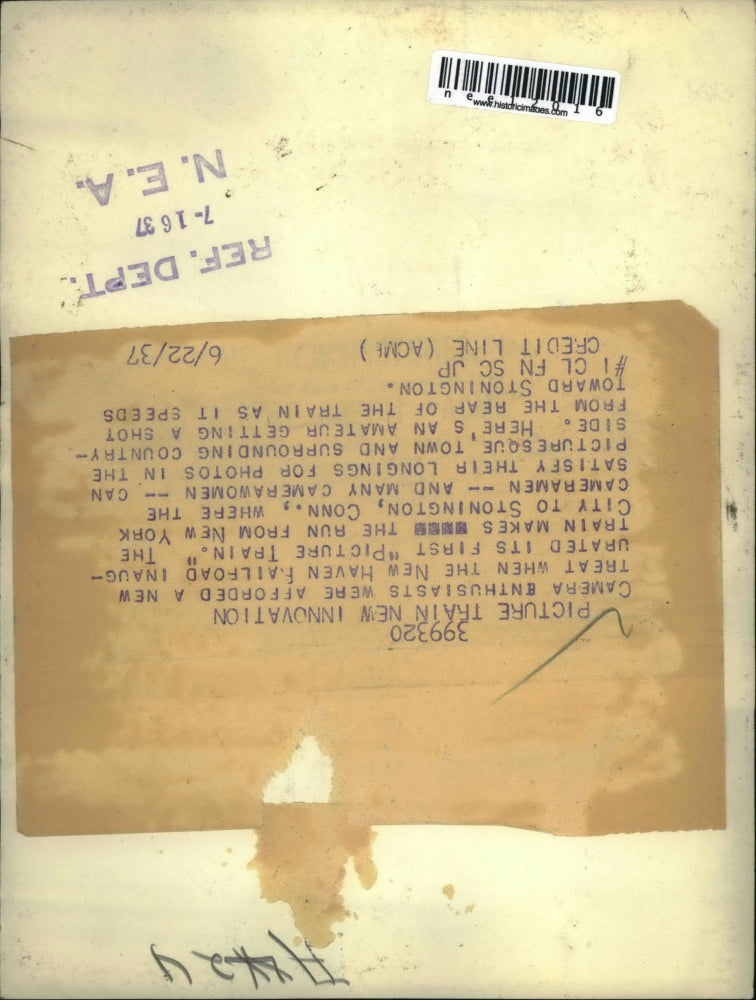 nee12016
www.historicimages.com
399320
PICTURE TRAIN NEW INNOVATION
CAMERA ENTHUSIASTS WERE AFFORDED A NEW
TREAT WHEN THE NEW HAVEN RAILROAD INAUG-
URATED ITS FIRST "PICTURE TRAIN." THE
TRAIN MAKES THE RUN FROM NEW YORK
CITY TO STONINGTON, CONN., WHERE THE
CAMERAMEN -- AND MANY CAMERAWOMEN -- CAN
SATISFY THEIR LONGINGS FOR PHOTOS IN THE
PICTURESQUE TOWN AND SURROUNDING COUNTRY-
SIDE. HERE'S AN AMATEUR GETTING A SHOT
FROM THE REAR OF THE TRAIN AS IT SPEEDS
TOWARD STONINGTON.
#1 CL FN SC JP
CREDIT LINE (ACME) 6/22/37
REF. DEPT.
7-16 37
N.E.A.